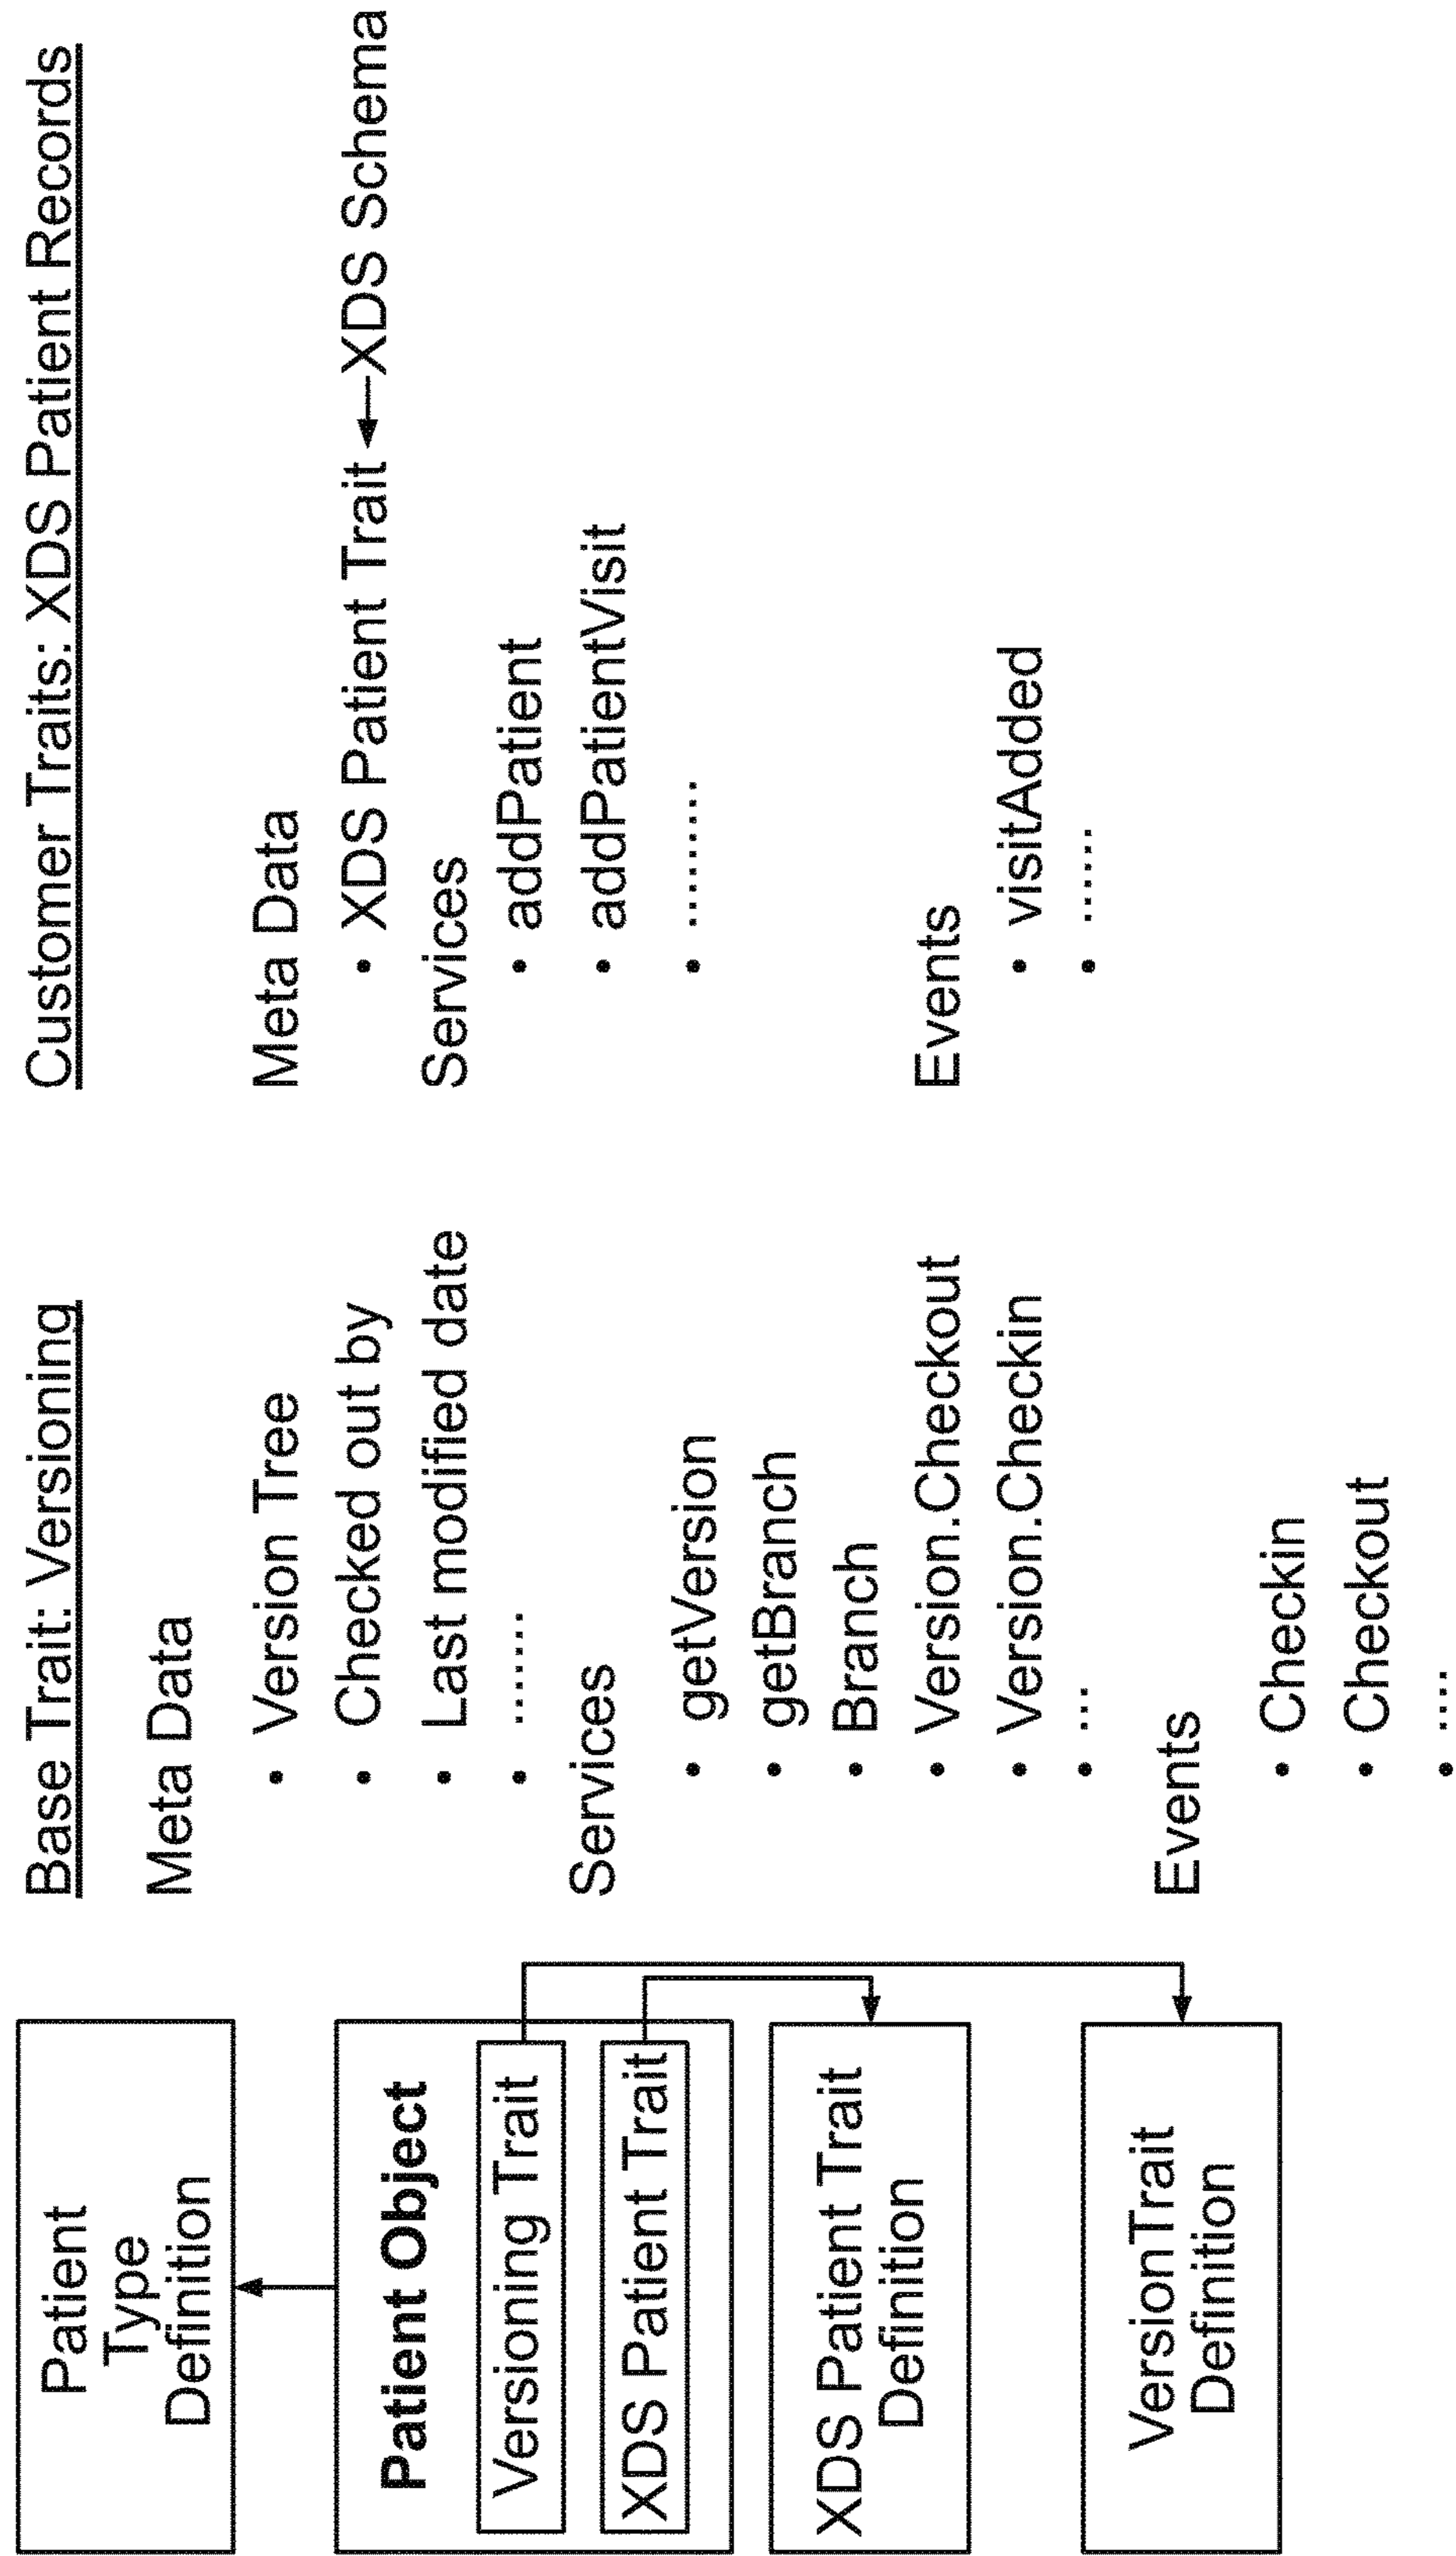 Patient
Type
Definition
Patient Object
Versioning Trait
XDS Patient Trait
XDS Patient Trait
Definition
VersionTrait
Definition
Base Trait: Versioning
Meta Data
• Version Tree
• Checked out by
• Last modified date
• .......
Services
• getVersion
• getBranch
• Branch
• Version.Checkout
• Version.Checkin
• ...
Events
• Checkin
• Checkout
• ....
Customer Traits: XDS Patient Records
Meta Data
• XDS Patient Trait ←XDS Schema
Services
• addPatient
• addPatientVisit
• .........
Events
• visitAdded
• ......